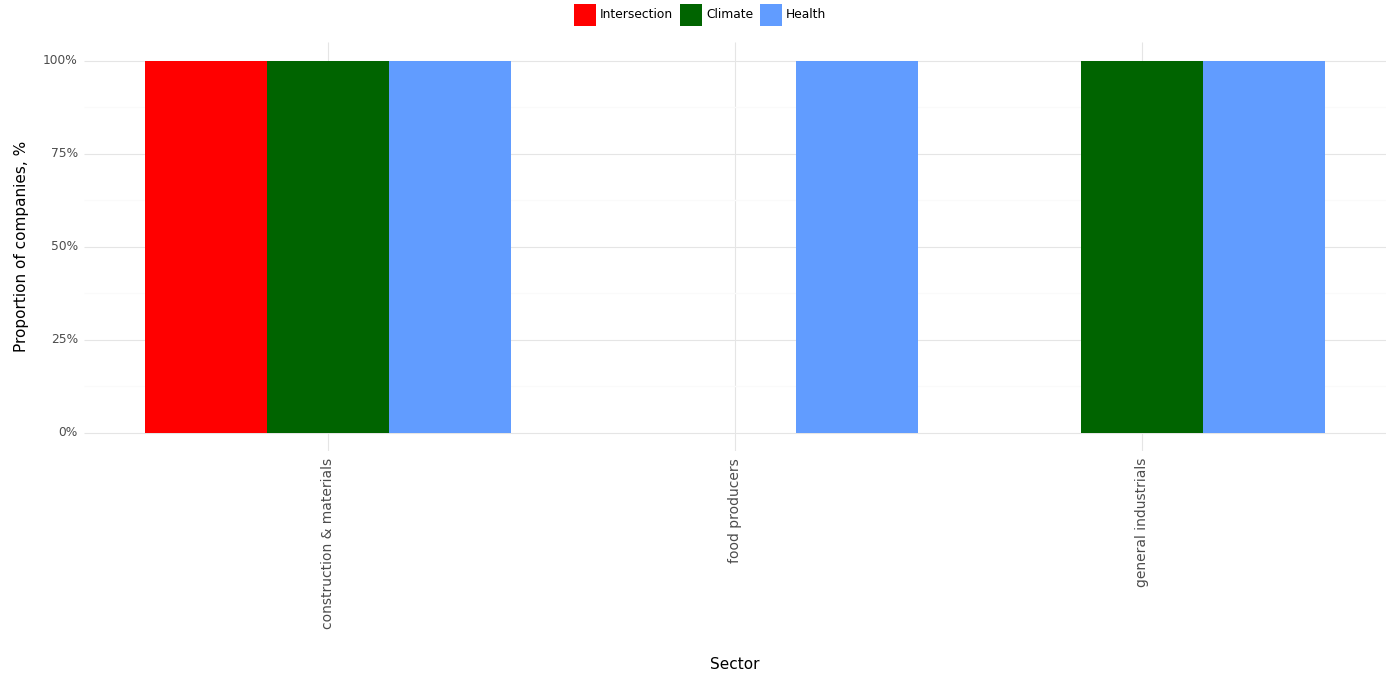 Intersection Climate Health
Proportion of companies, %
100%
75%
50%
25%
0%
construction & materials
food producers
general industrials
Sector